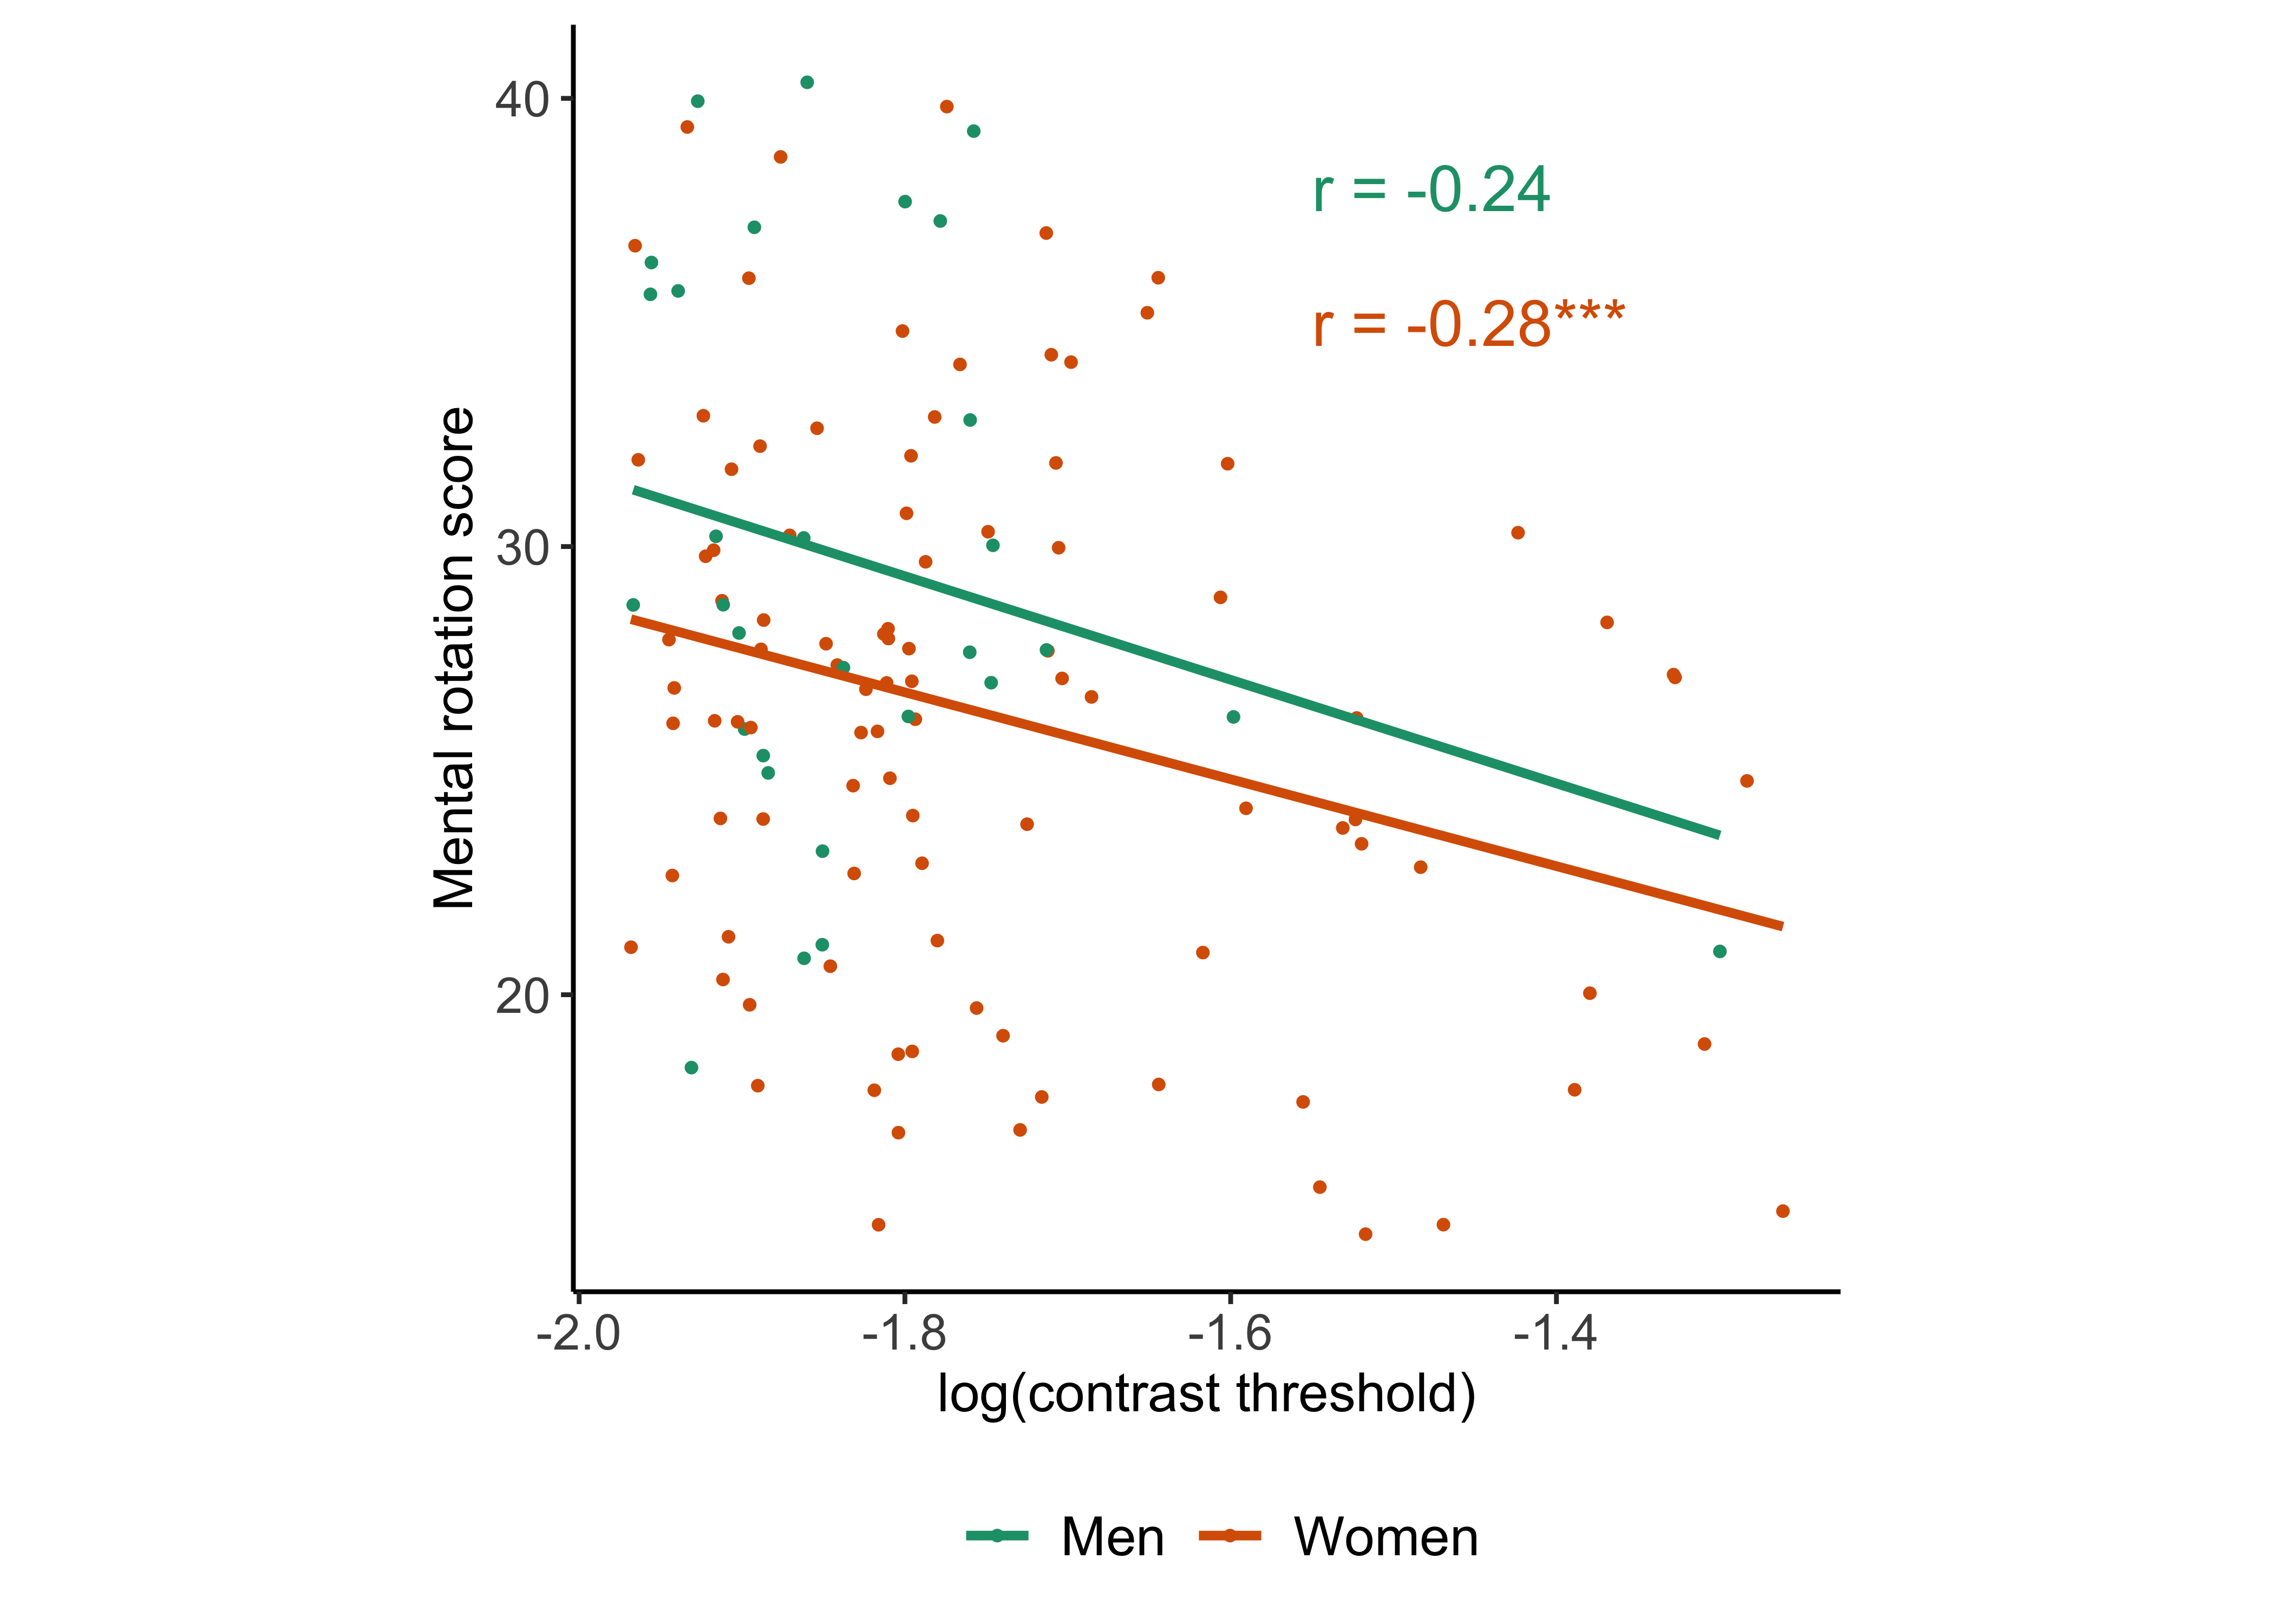 r = -0.24
r = -0.28***
Mental rotation score
40
30
20
-2.0 -1.8 -1.6 -1.4
log(contrast threshold)
Men Women